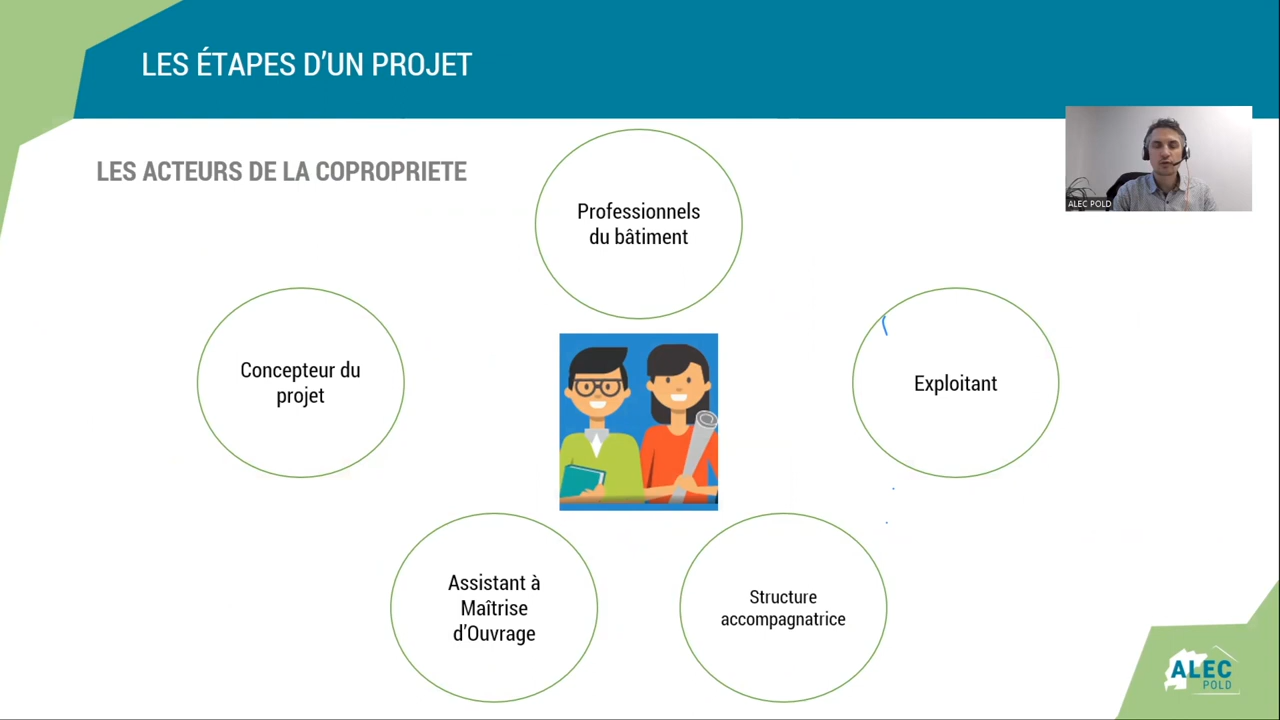 LES ÉTAPES D'UN PROJET
LES ACTEURS DE LA COPROPRIETE
ALEC POLD
Professionnels
du bâtiment
Concepteur du
projet
Exploitant
Assistant à
Maîtrise
d'Ouvrage
Structure
accompagnatrice
ALEC
POLD